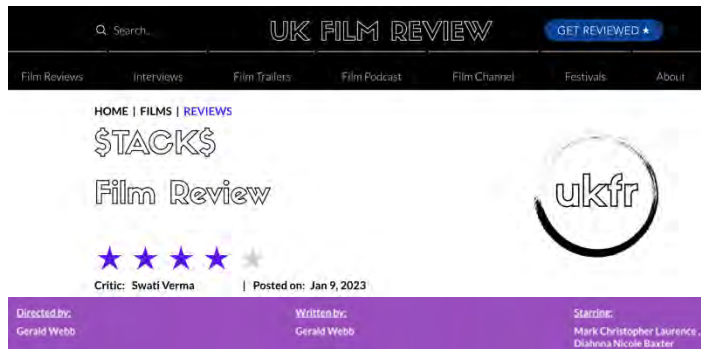 Search...
UK FILM REVIEW
GET REVIEWED ★
Film Reviews Interviews Film Trailers Film Podcast Film Channel Festivals About
HOME | FILMS | REVIEWS
$TACK$
Film Review
ukfr
Critic: Swati Verma | Posted on: Jan 9, 2023
Directed by: Written by: Starring:
Gerald Webb Gerald Webb Mark Christopher Laurence ,
Diahnna Nicole Baxter